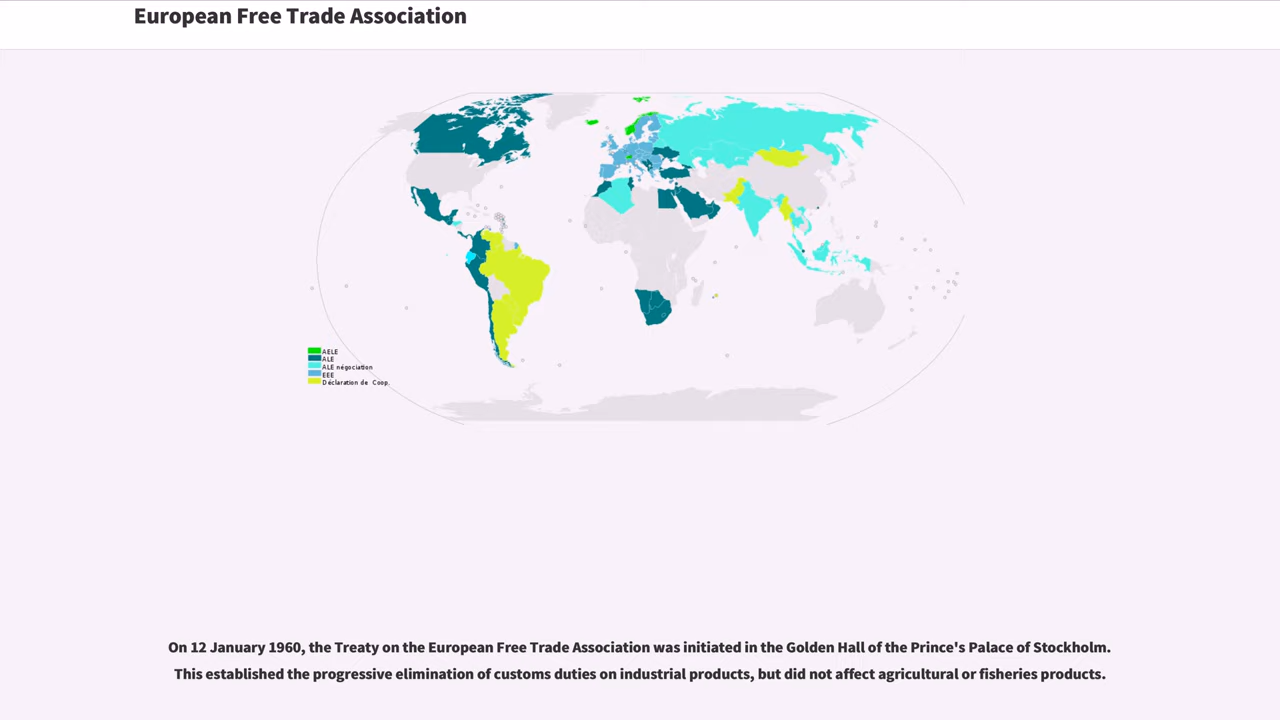 European Free Trade Association
AELE
ALE
ALE négociation
EEE
Déclaration de Coop.
On 12 January 1960, the Treaty on the European Free Trade Association was initiated in the Golden Hall of the Prince's Palace of Stockholm.
This established the progressive elimination of customs duties on industrial products, but did not affect agricultural or fisheries products.